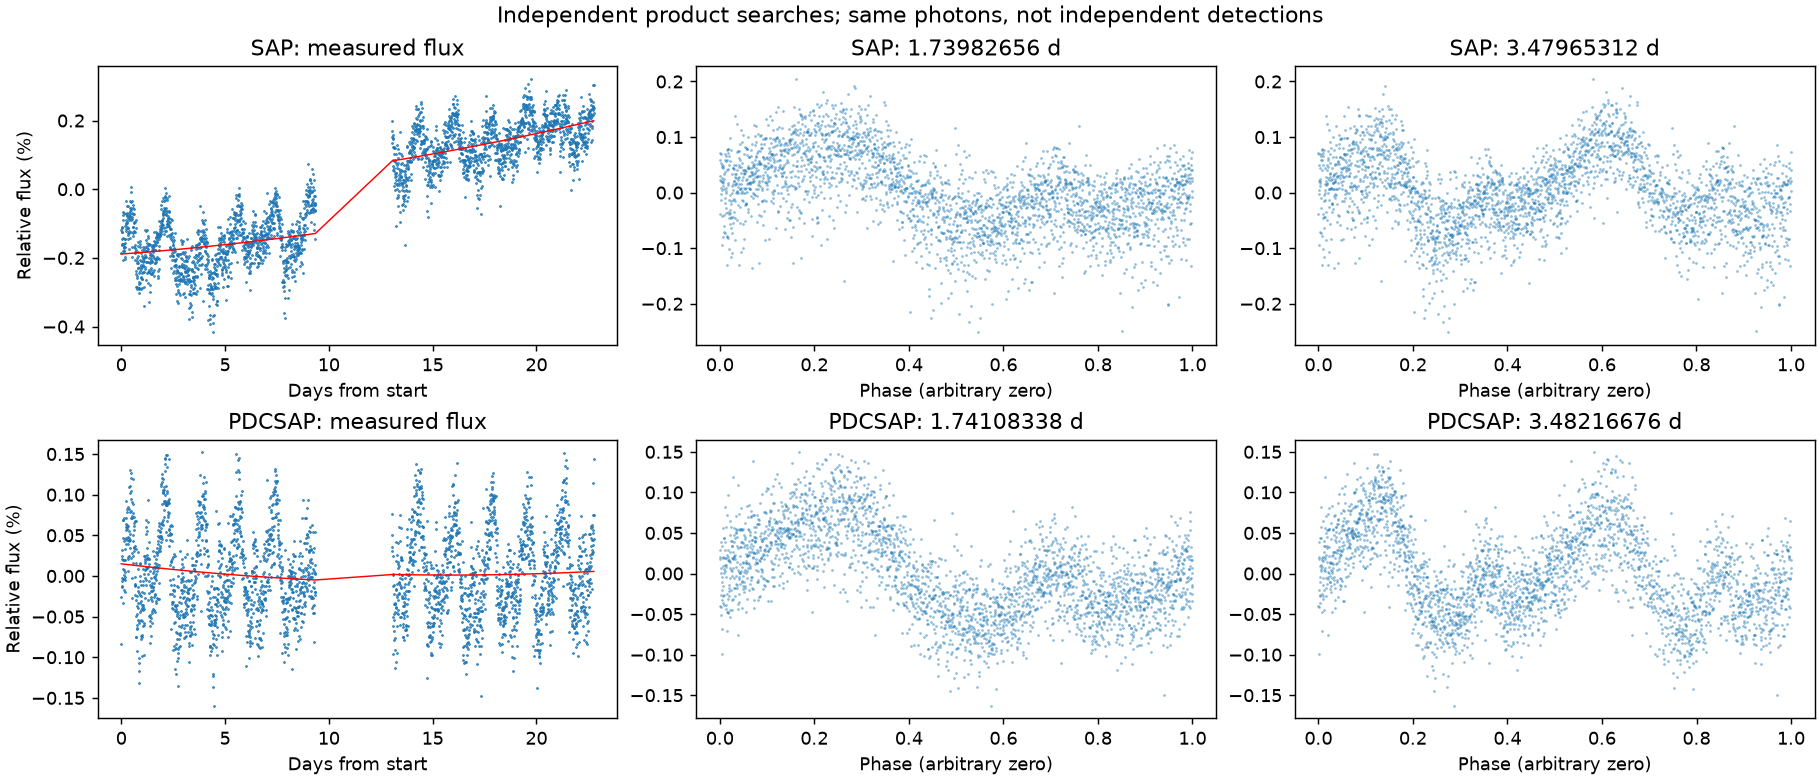 Independent product searches; same photons, not independent detections
SAP: measured flux
SAP: 1.73982656 d
SAP: 3.47965312 d
Relative flux (%)
0.2
0.0
−0.2
−0.4
0.2
0.1
0.0
−0.1
−0.2
0.2
0.1
0.0
−0.1
−0.2
0 5 10 15 20
0.0 0.2 0.4 0.6 0.8 1.0
0.0 0.2 0.4 0.6 0.8 1.0
Days from start
Phase (arbitrary zero)
Phase (arbitrary zero)
PDCSAP: measured flux
PDCSAP: 1.74108338 d
PDCSAP: 3.48216676 d
Relative flux (%)
0.15
0.10
0.05
0.00
−0.05
−0.10
−0.15
0.15
0.10
0.05
0.00
−0.05
−0.10
−0.15
0.15
0.10
0.05
0.00
−0.05
−0.10
−0.15
0 5 10 15 20
0.0 0.2 0.4 0.6 0.8 1.0
0.0 0.2 0.4 0.6 0.8 1.0
Days from start
Phase (arbitrary zero)
Phase (arbitrary zero)